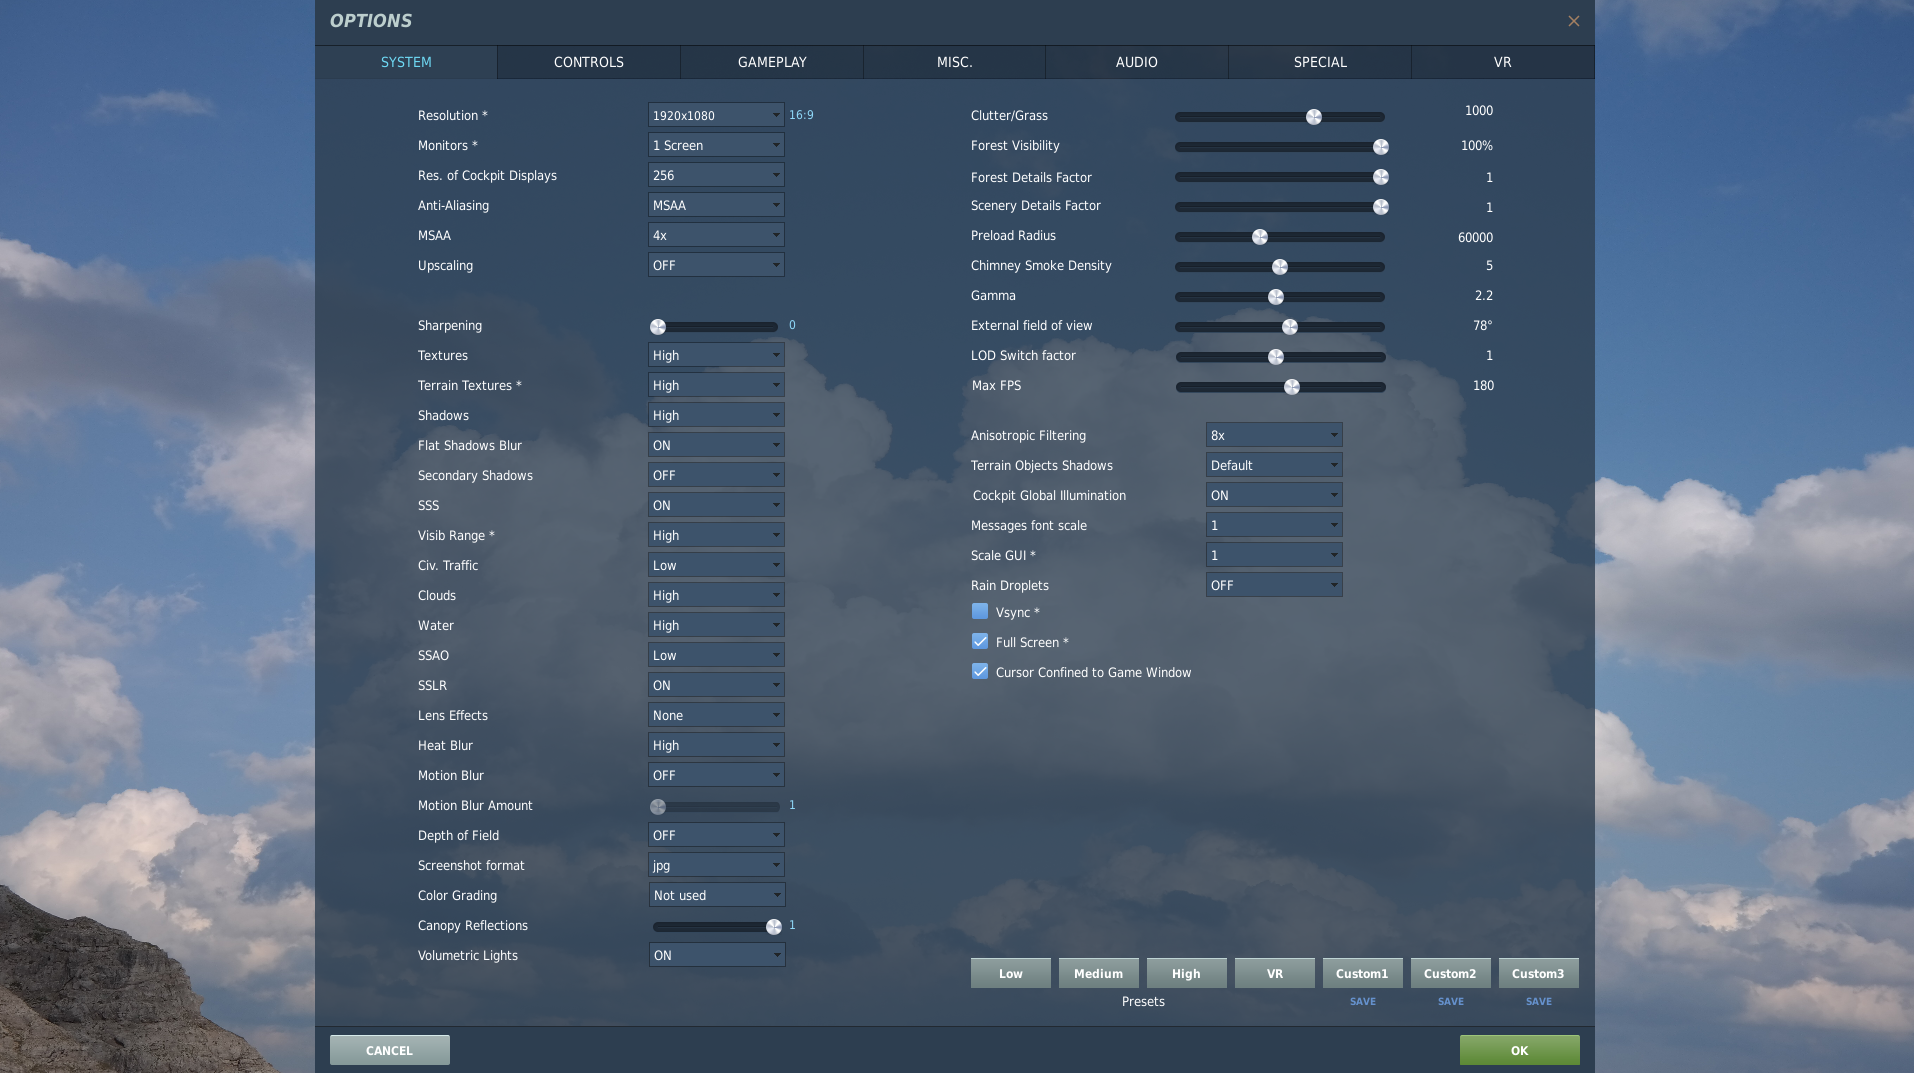 OPTIONS
SYSTEM CONTROLS GAMEPLAY MISC. AUDIO SPECIAL VR
Resolution * 1920x1080 16:9
Monitors * 1 Screen
Res. of Cockpit Displays 256
Anti-Aliasing MSAA
MSAA 4x
Upscaling OFF
Sharpening 0
Textures High
Terrain Textures * High
Shadows High
Flat Shadows Blur ON
Secondary Shadows OFF
SSS ON
Visib Range * High
Civ. Traffic Low
Clouds High
Water High
SSAO Low
SSLR ON
Lens Effects None
Heat Blur High
Motion Blur OFF
Motion Blur Amount 1
Depth of Field OFF
Screenshot format jpg
Color Grading Not used
Canopy Reflections 1
Volumetric Lights ON
Clutter/Grass 1000
Forest Visibility 100%
Forest Details Factor 1
Scenery Details Factor 1
Preload Radius 60000
Chimney Smoke Density 5
Gamma 2.2
External field of view 78°
LOD Switch factor 1
Max FPS 180
Anisotropic Filtering 8x
Terrain Objects Shadows Default
Cockpit Global Illumination ON
Messages font scale 1
Scale GUI * 1
Rain Droplets OFF
Vsync *
Full Screen *
Cursor Confined to Game Window
Low Medium High VR Custom1 Custom2 Custom3
Presets SAVE SAVE SAVE
CANCEL OK